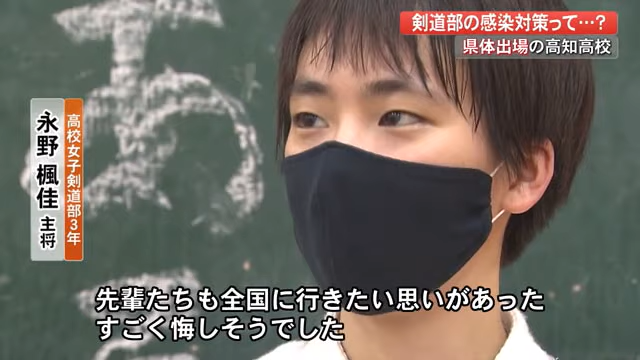 剣道部の感染対策って…?
県体出場の高知高校
高校女子剣道部3年
永野 楓佳 主将
先輩たちも全国に行きたい思いがあった
すごく悔しそうでした